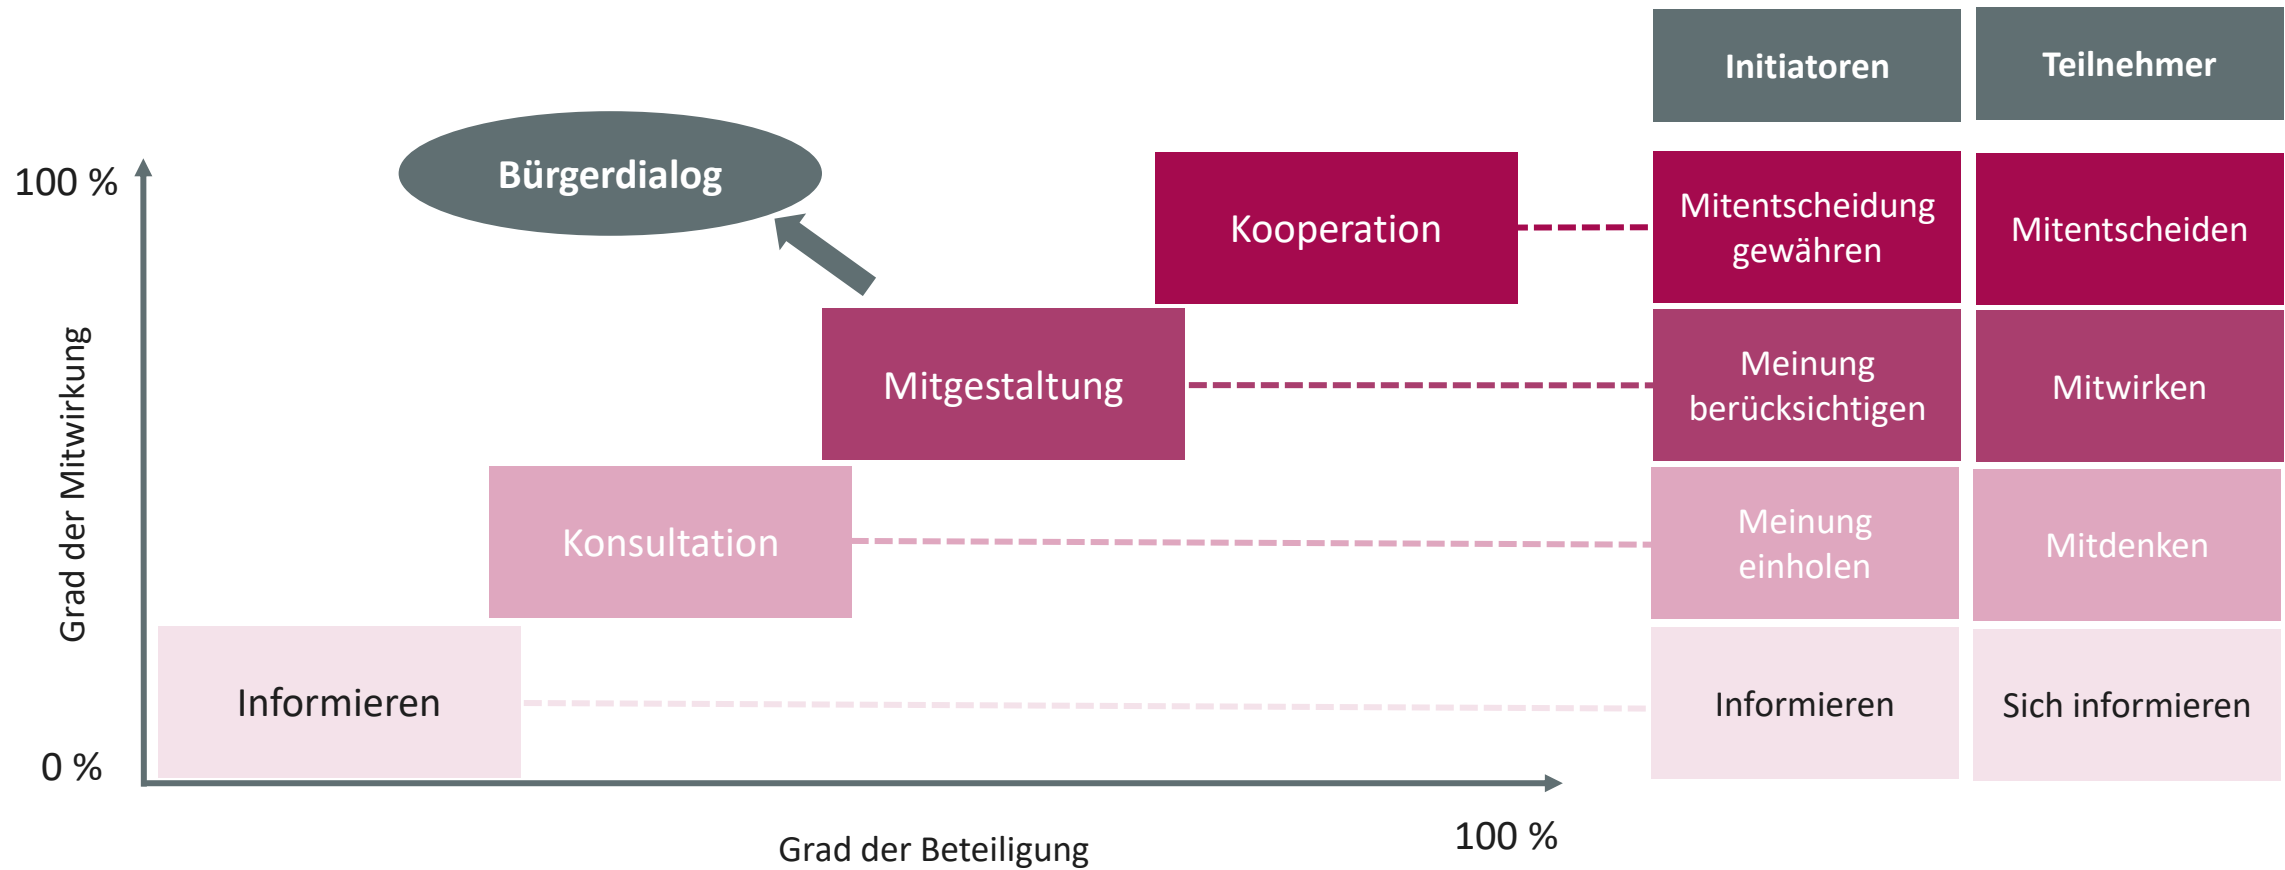 Initiatoren
Teilnehmer
Bürgerdialog
100 %
Kooperation
Mitentscheidung
gewähren
Mitentscheiden
Grad der Mitwirkung
Mitgestaltung
Meinung
berücksichtigen
Mitwirken
Konsultation
Meinung
einholen
Mitdenken
Informieren
Informieren
Sich informieren
0 %
Grad der Beteiligung
100 %